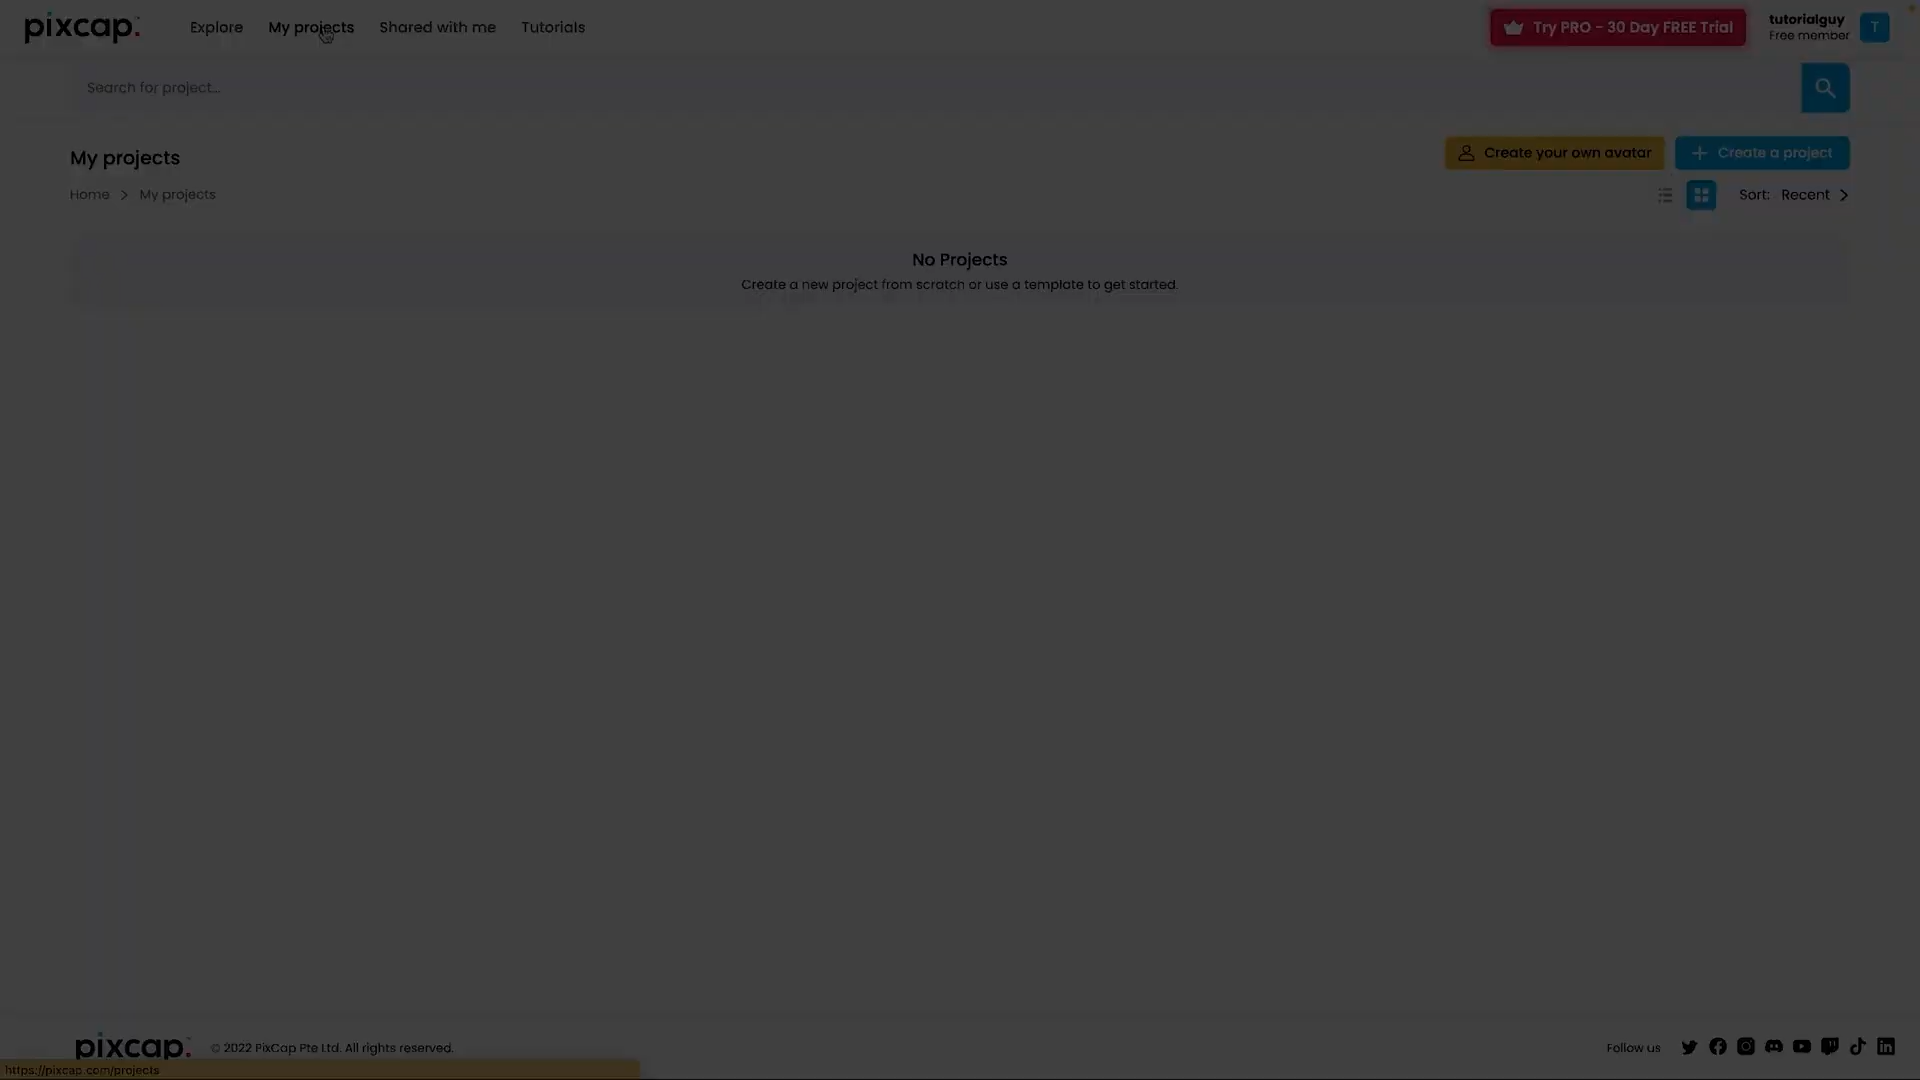 pixcap.
Explore My projects Shared with me Tutorials
Try PRO - 30 Day FREE Trial
tutorialguy
Free member
T
Search for project...
My projects
Create your own avatar
Create a project
Home > My projects
Sort: Recent
No Projects
Create a new project from scratch or use a template to get started.
pixcap.
© 2022 PixCap Pte Ltd. All rights reserved.
Follow us
https://pixcap.com/projects